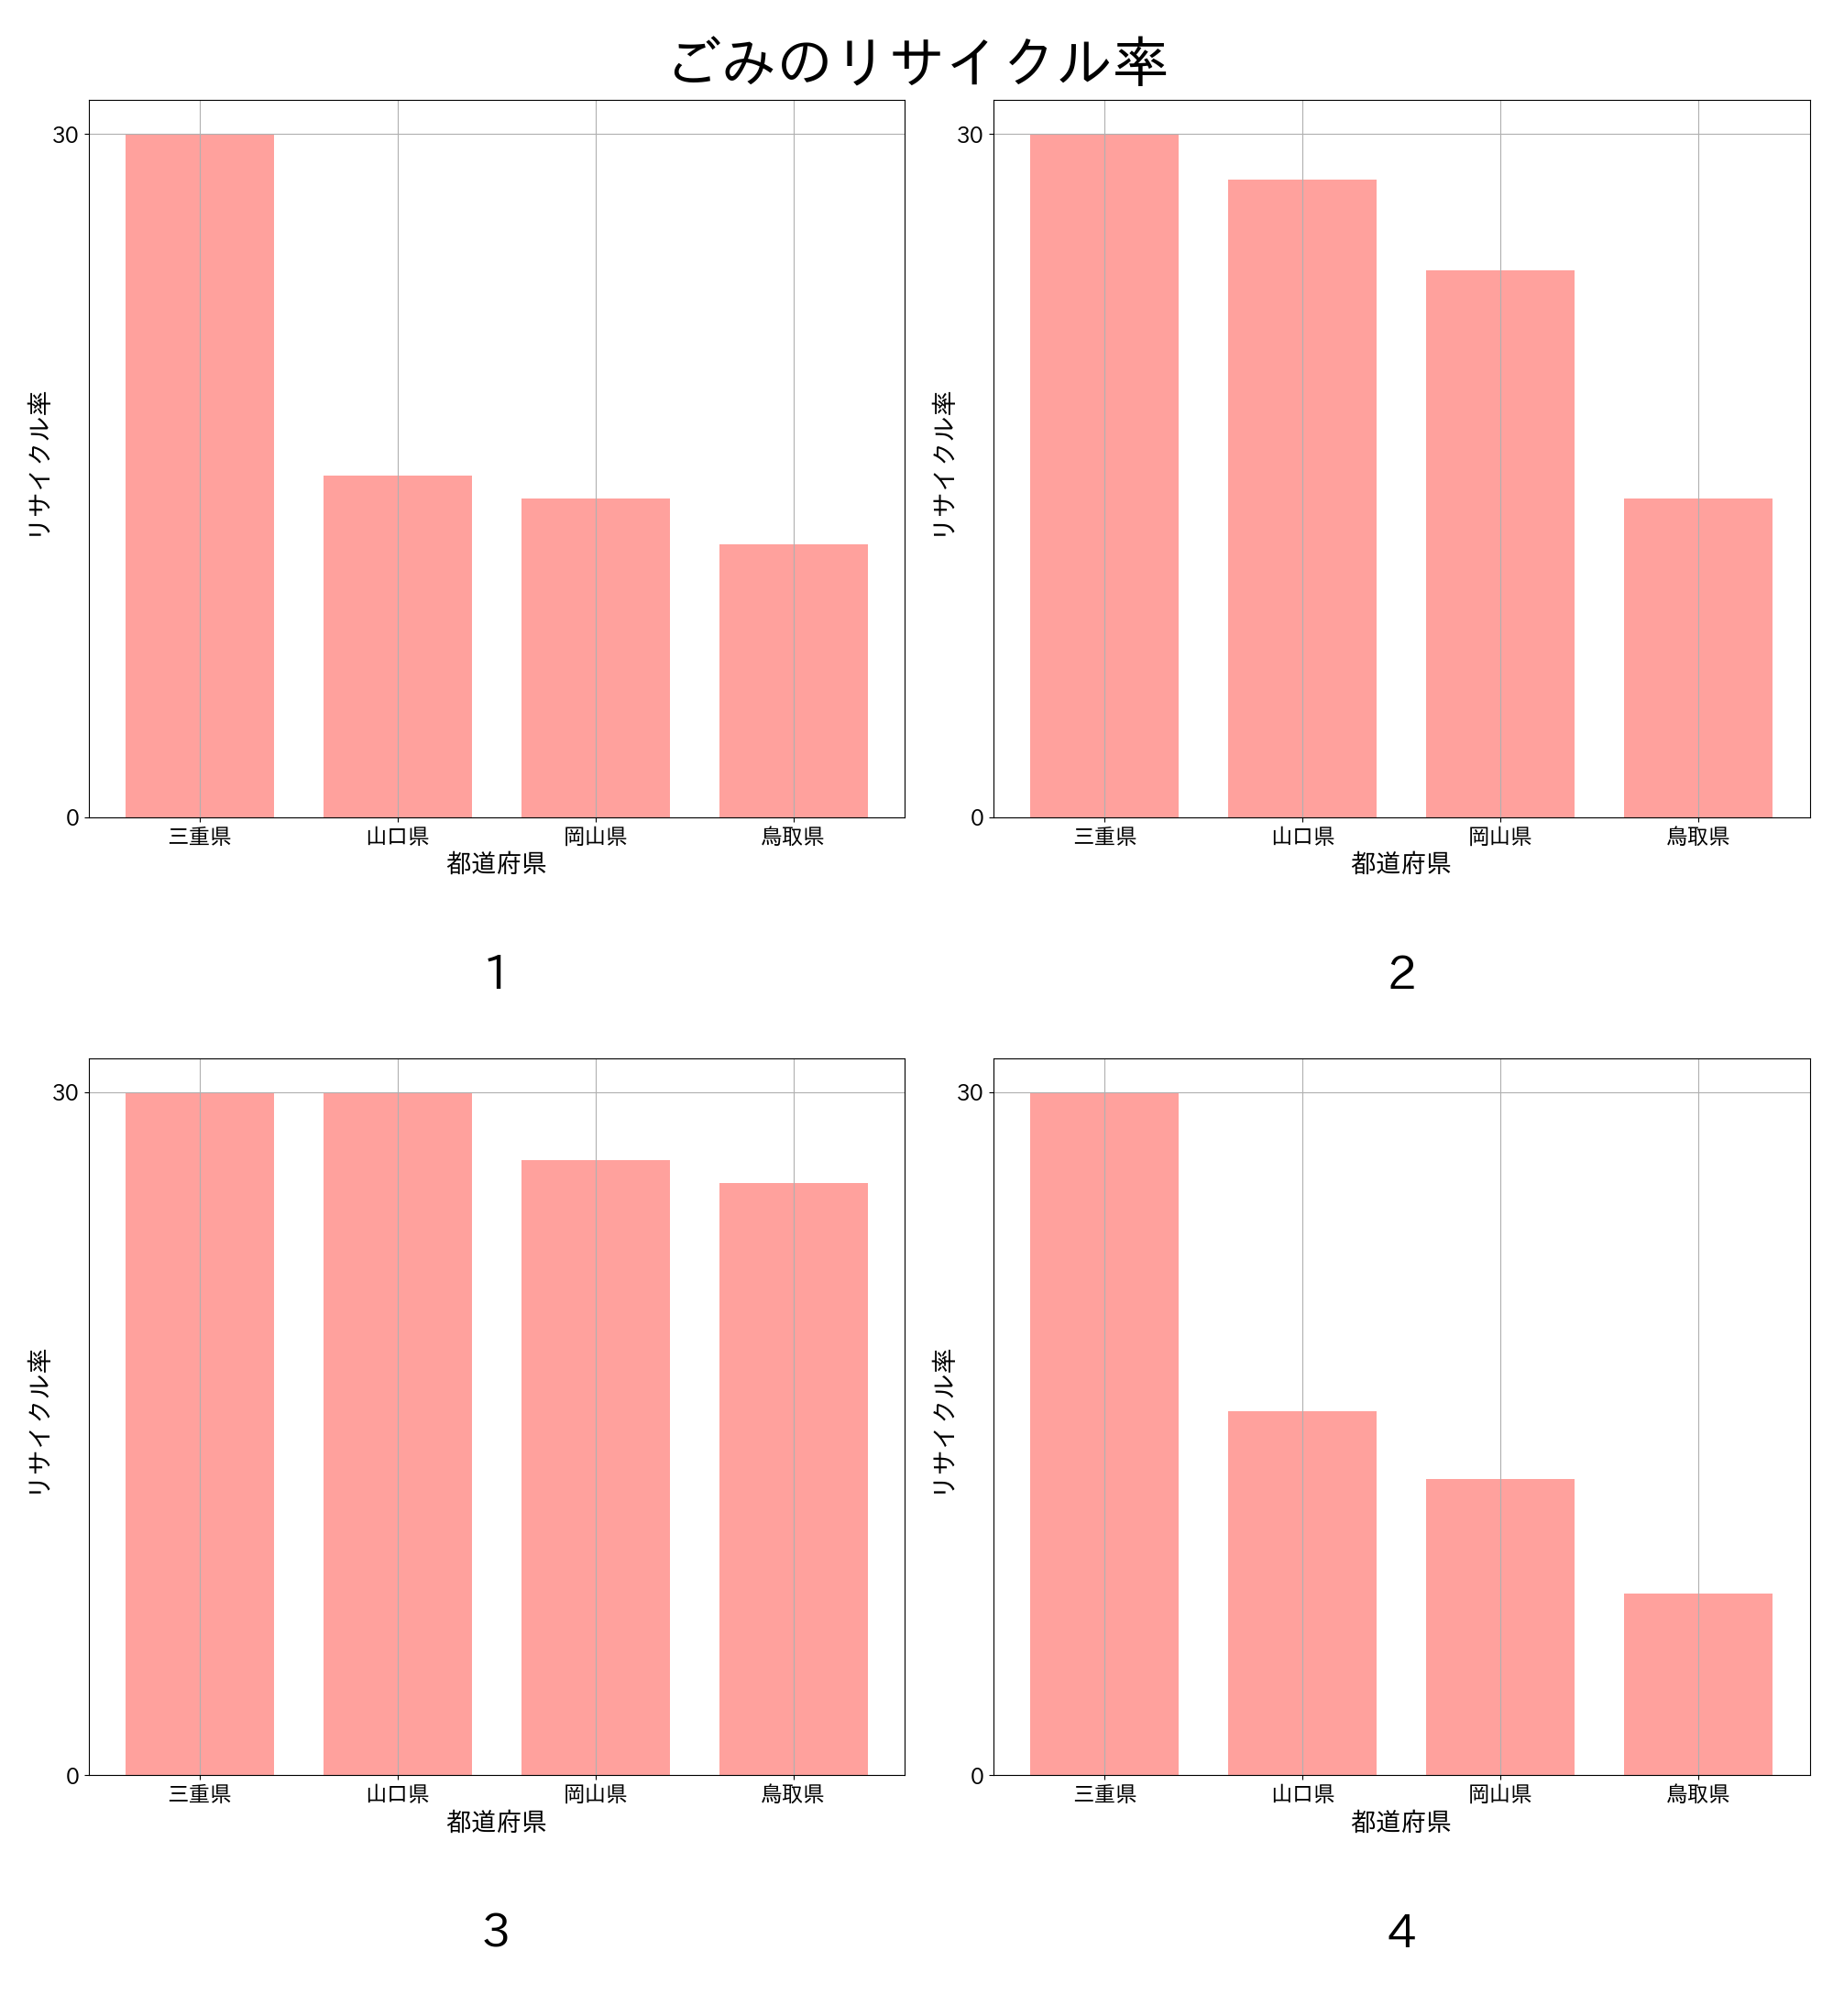 ごみのリサイクル率
30
0
リサイクル率
三重県 山口県 岡山県 鳥取県
都道府県
1
30
0
リサイクル率
三重県 山口県 岡山県 鳥取県
都道府県
2
30
0
リサイクル率
三重県 山口県 岡山県 鳥取県
都道府県
3
30
0
リサイクル率
三重県 山口県 岡山県 鳥取県
都道府県
4